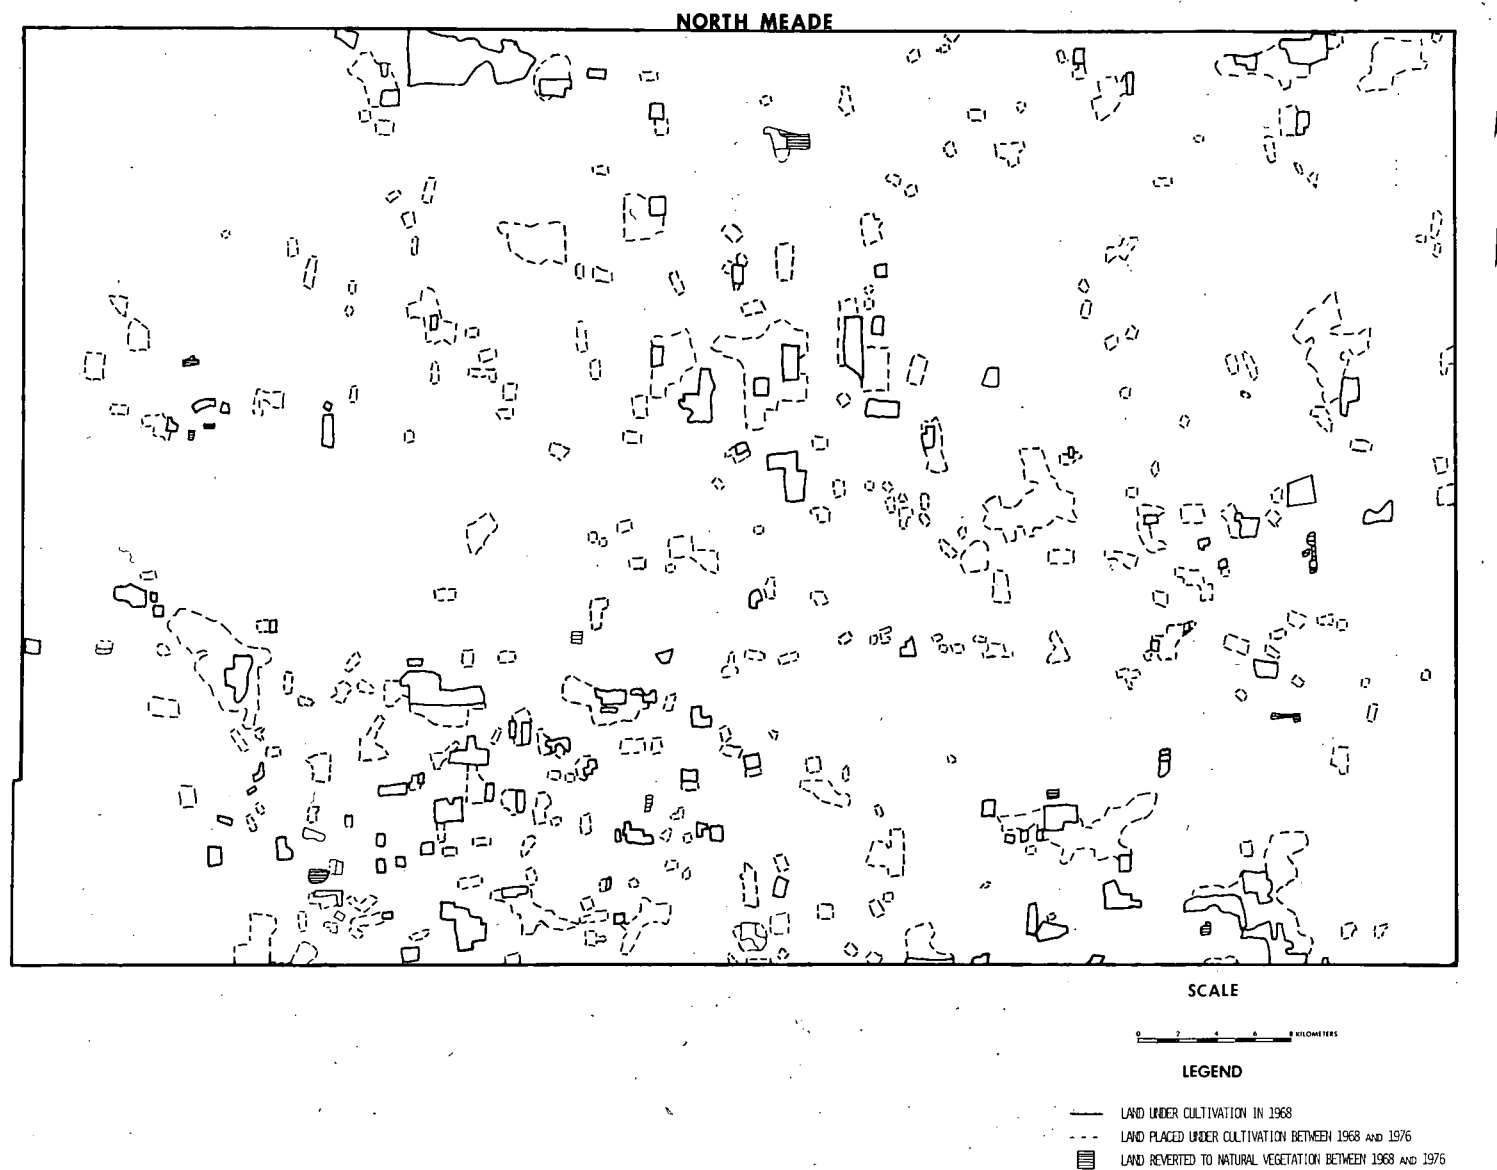 NORTH MEADE
SCALE
0 2 4 6 8 KILOMETERS
LEGEND
LAND UNDER CULTIVATION IN 1968
LAND PLACED UNDER CULTIVATION BETWEEN 1968 AND 1976
LAND REVERTED TO NATURAL VEGETATION BETWEEN 1968 AND 1976